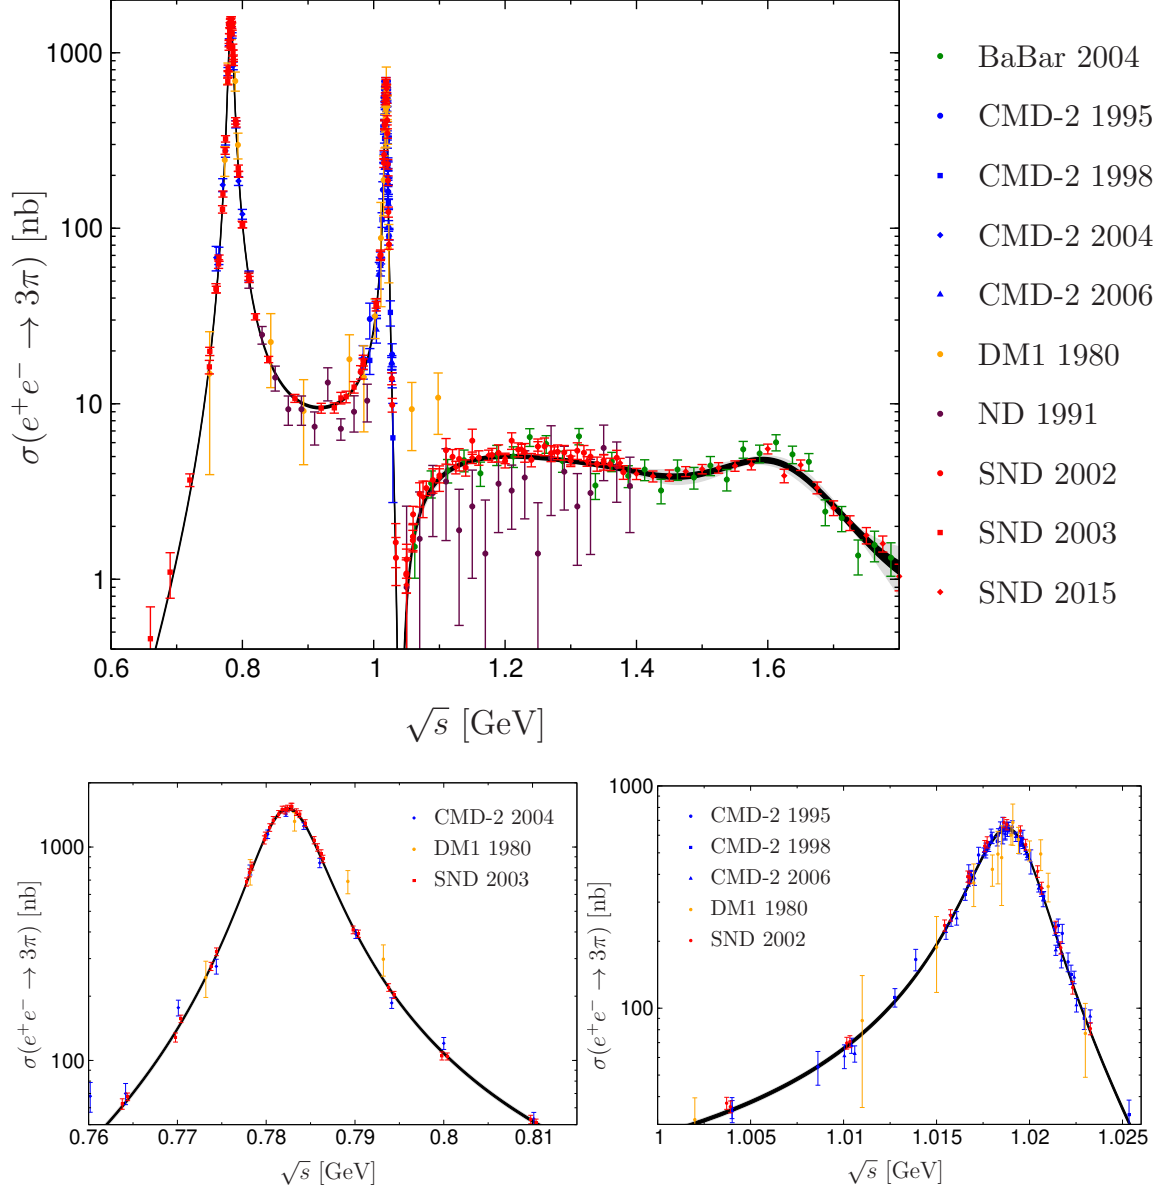 1000
100
10
1
σ(e⁺e⁻ → 3π) [nb]
0.6 0.8 1 1.2 1.4 1.6
√s [GeV]
BaBar 2004
CMD-2 1995
CMD-2 1998
CMD-2 2004
CMD-2 2006
DM1 1980
ND 1991
SND 2002
SND 2003
SND 2015
1000
100
σ(e⁺e⁻ → 3π) [nb]
CMD-2 2004
DM1 1980
SND 2003
0.76 0.77 0.78 0.79 0.8 0.81
√s [GeV]
1000
100
σ(e⁺e⁻ → 3π) [nb]
CMD-2 1995
CMD-2 1998
CMD-2 2006
DM1 1980
SND 2002
1 1.005 1.01 1.015 1.02 1.025
√s [GeV]